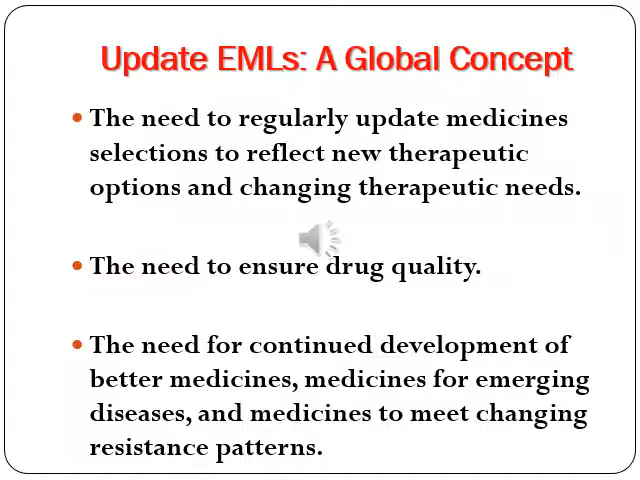 Update EMLs: A Global Concept
• The need to regularly update medicines
selections to reflect new therapeutic
options and changing therapeutic needs.
• The need to ensure drug quality.
• The need for continued development of
better medicines, medicines for emerging
diseases, and medicines to meet changing
resistance patterns.